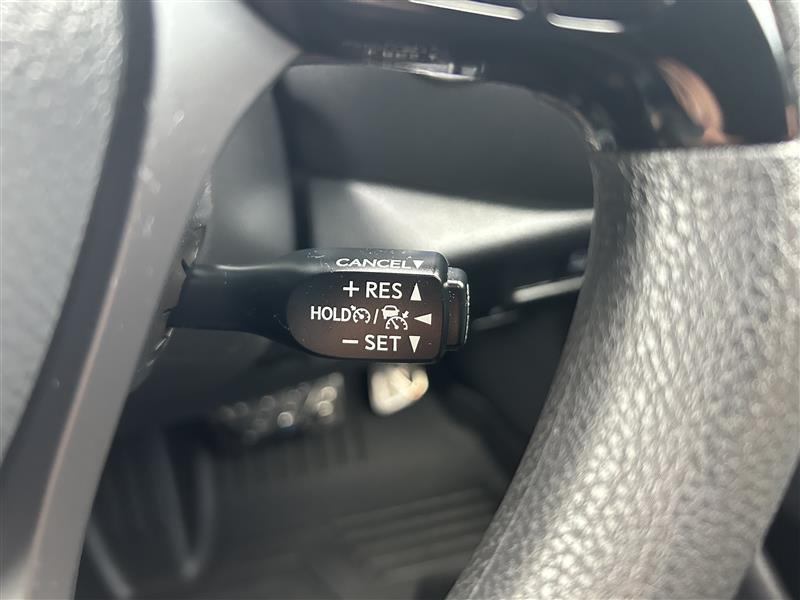 CANCEL▼
+ RES ▲
HOLD / ◀
− SET ▼